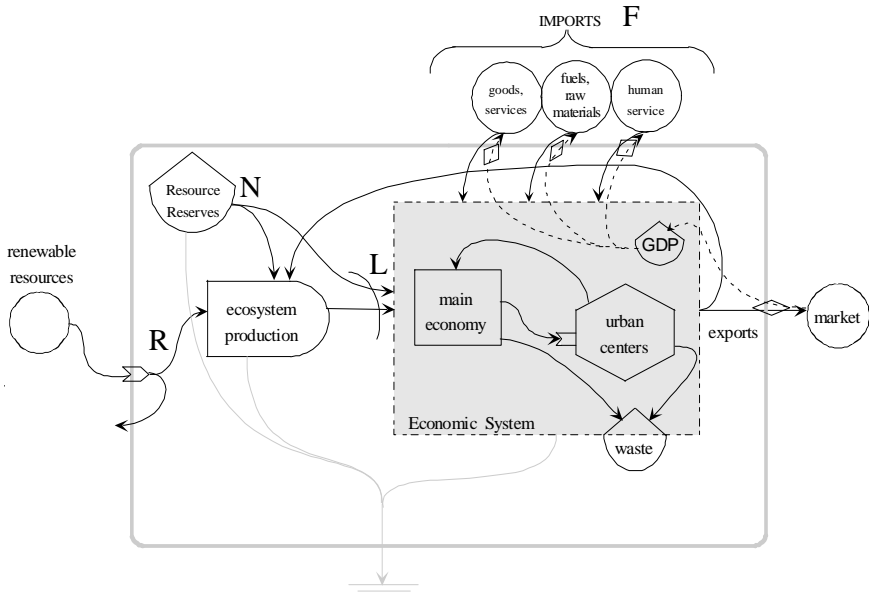 IMPORTS F
goods,
services
fuels,
raw
materials
human
service
Resource
Reserves
N
renewable
resources
GDP
L
ecosystem
production
main
economy
urban
centers
R
exports
market
Economic System
waste